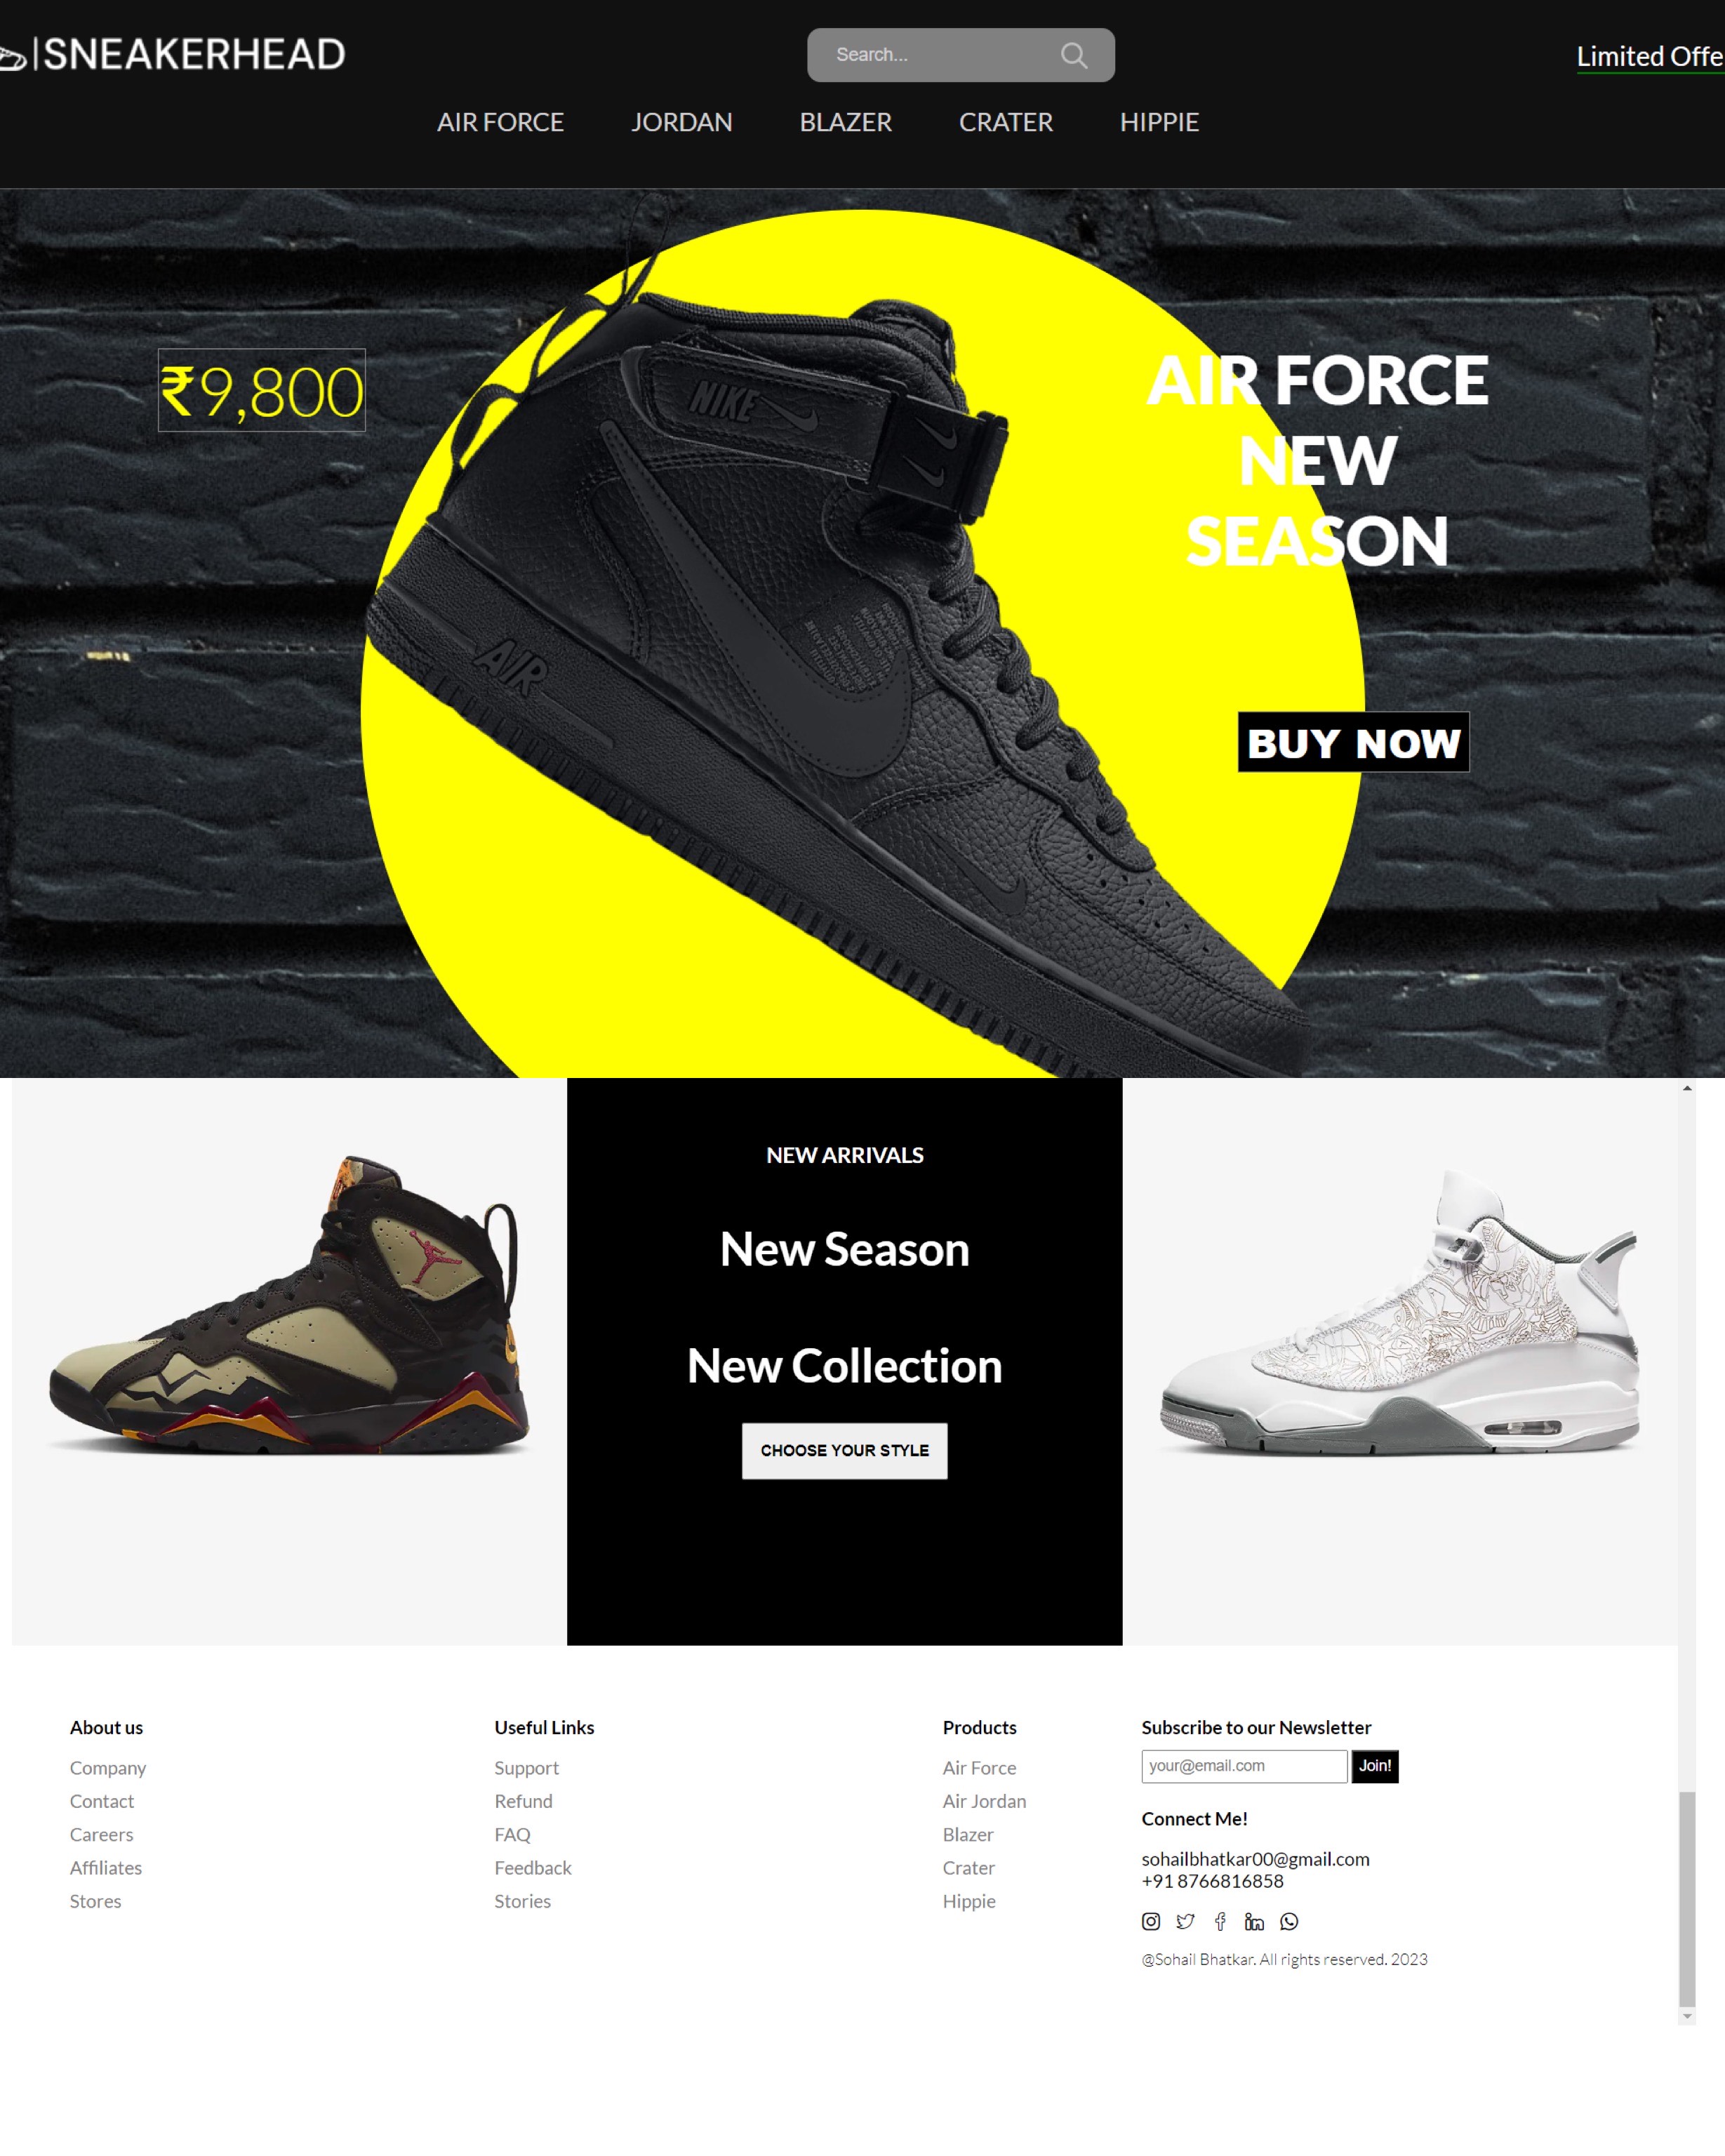 SNEAKERHEAD
Search...
Limited Offe
AIR FORCE
JORDAN
BLAZER
CRATER
HIPPIE
₹9,800
NIKE
AIR
AIR FORCE
NEW
SEASON
BUY NOW
NEW ARRIVALS
New Season
New Collection
CHOOSE YOUR STYLE
About us
Company
Contact
Careers
Affiliates
Stores
Useful Links
Support
Refund
FAQ
Feedback
Stories
Products
Air Force
Air Jordan
Blazer
Crater
Hippie
Subscribe to our Newsletter
your@email.com
Join!
Connect Me!
sohailbhatkar00@gmail.com
+91 8766816858
@Sohail Bhatkar. All rights reserved. 2023